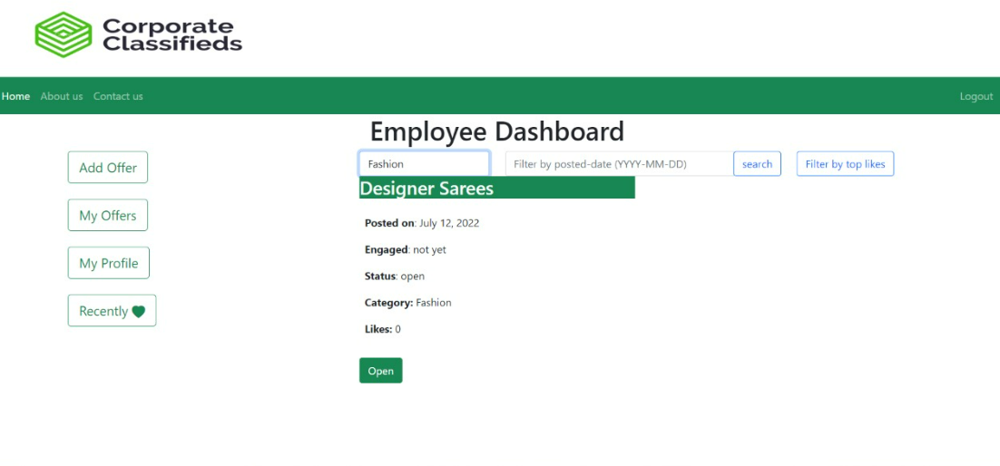 Corporate
Classifieds
Home About us Contact us Logout
Employee Dashboard
Add Offer
My Offers
My Profile
Recently
Fashion Filter by posted-date (YYYY-MM-DD) search Filter by top likes
Designer Sarees
Posted on: July 12, 2022
Engaged: not yet
Status: open
Category: Fashion
Likes: 0
Open